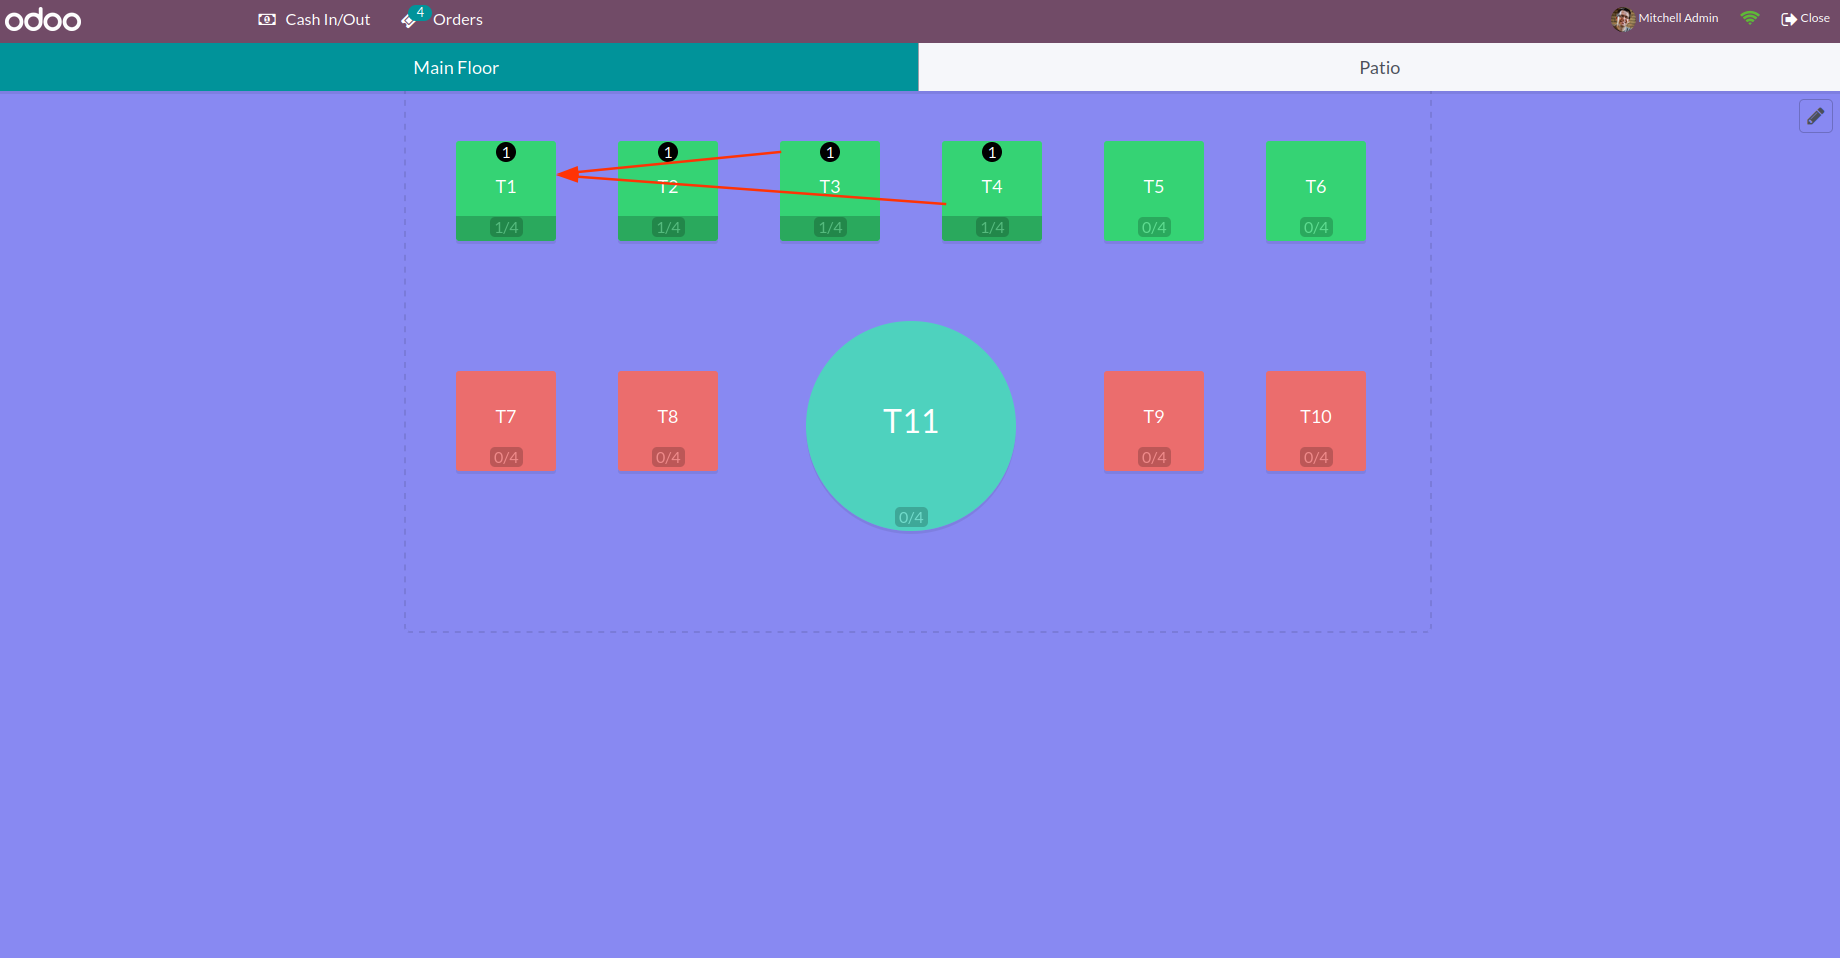 odoo
Cash In/Out
4
Orders
Mitchell Admin
Close
Main Floor
Patio
1
1
1
1
T1
T2
T3
T4
T5
T6
1/4
1/4
1/4
1/4
0/4
0/4
T7
T8
T11
T9
T10
0/4
0/4
0/4
0/4
0/4